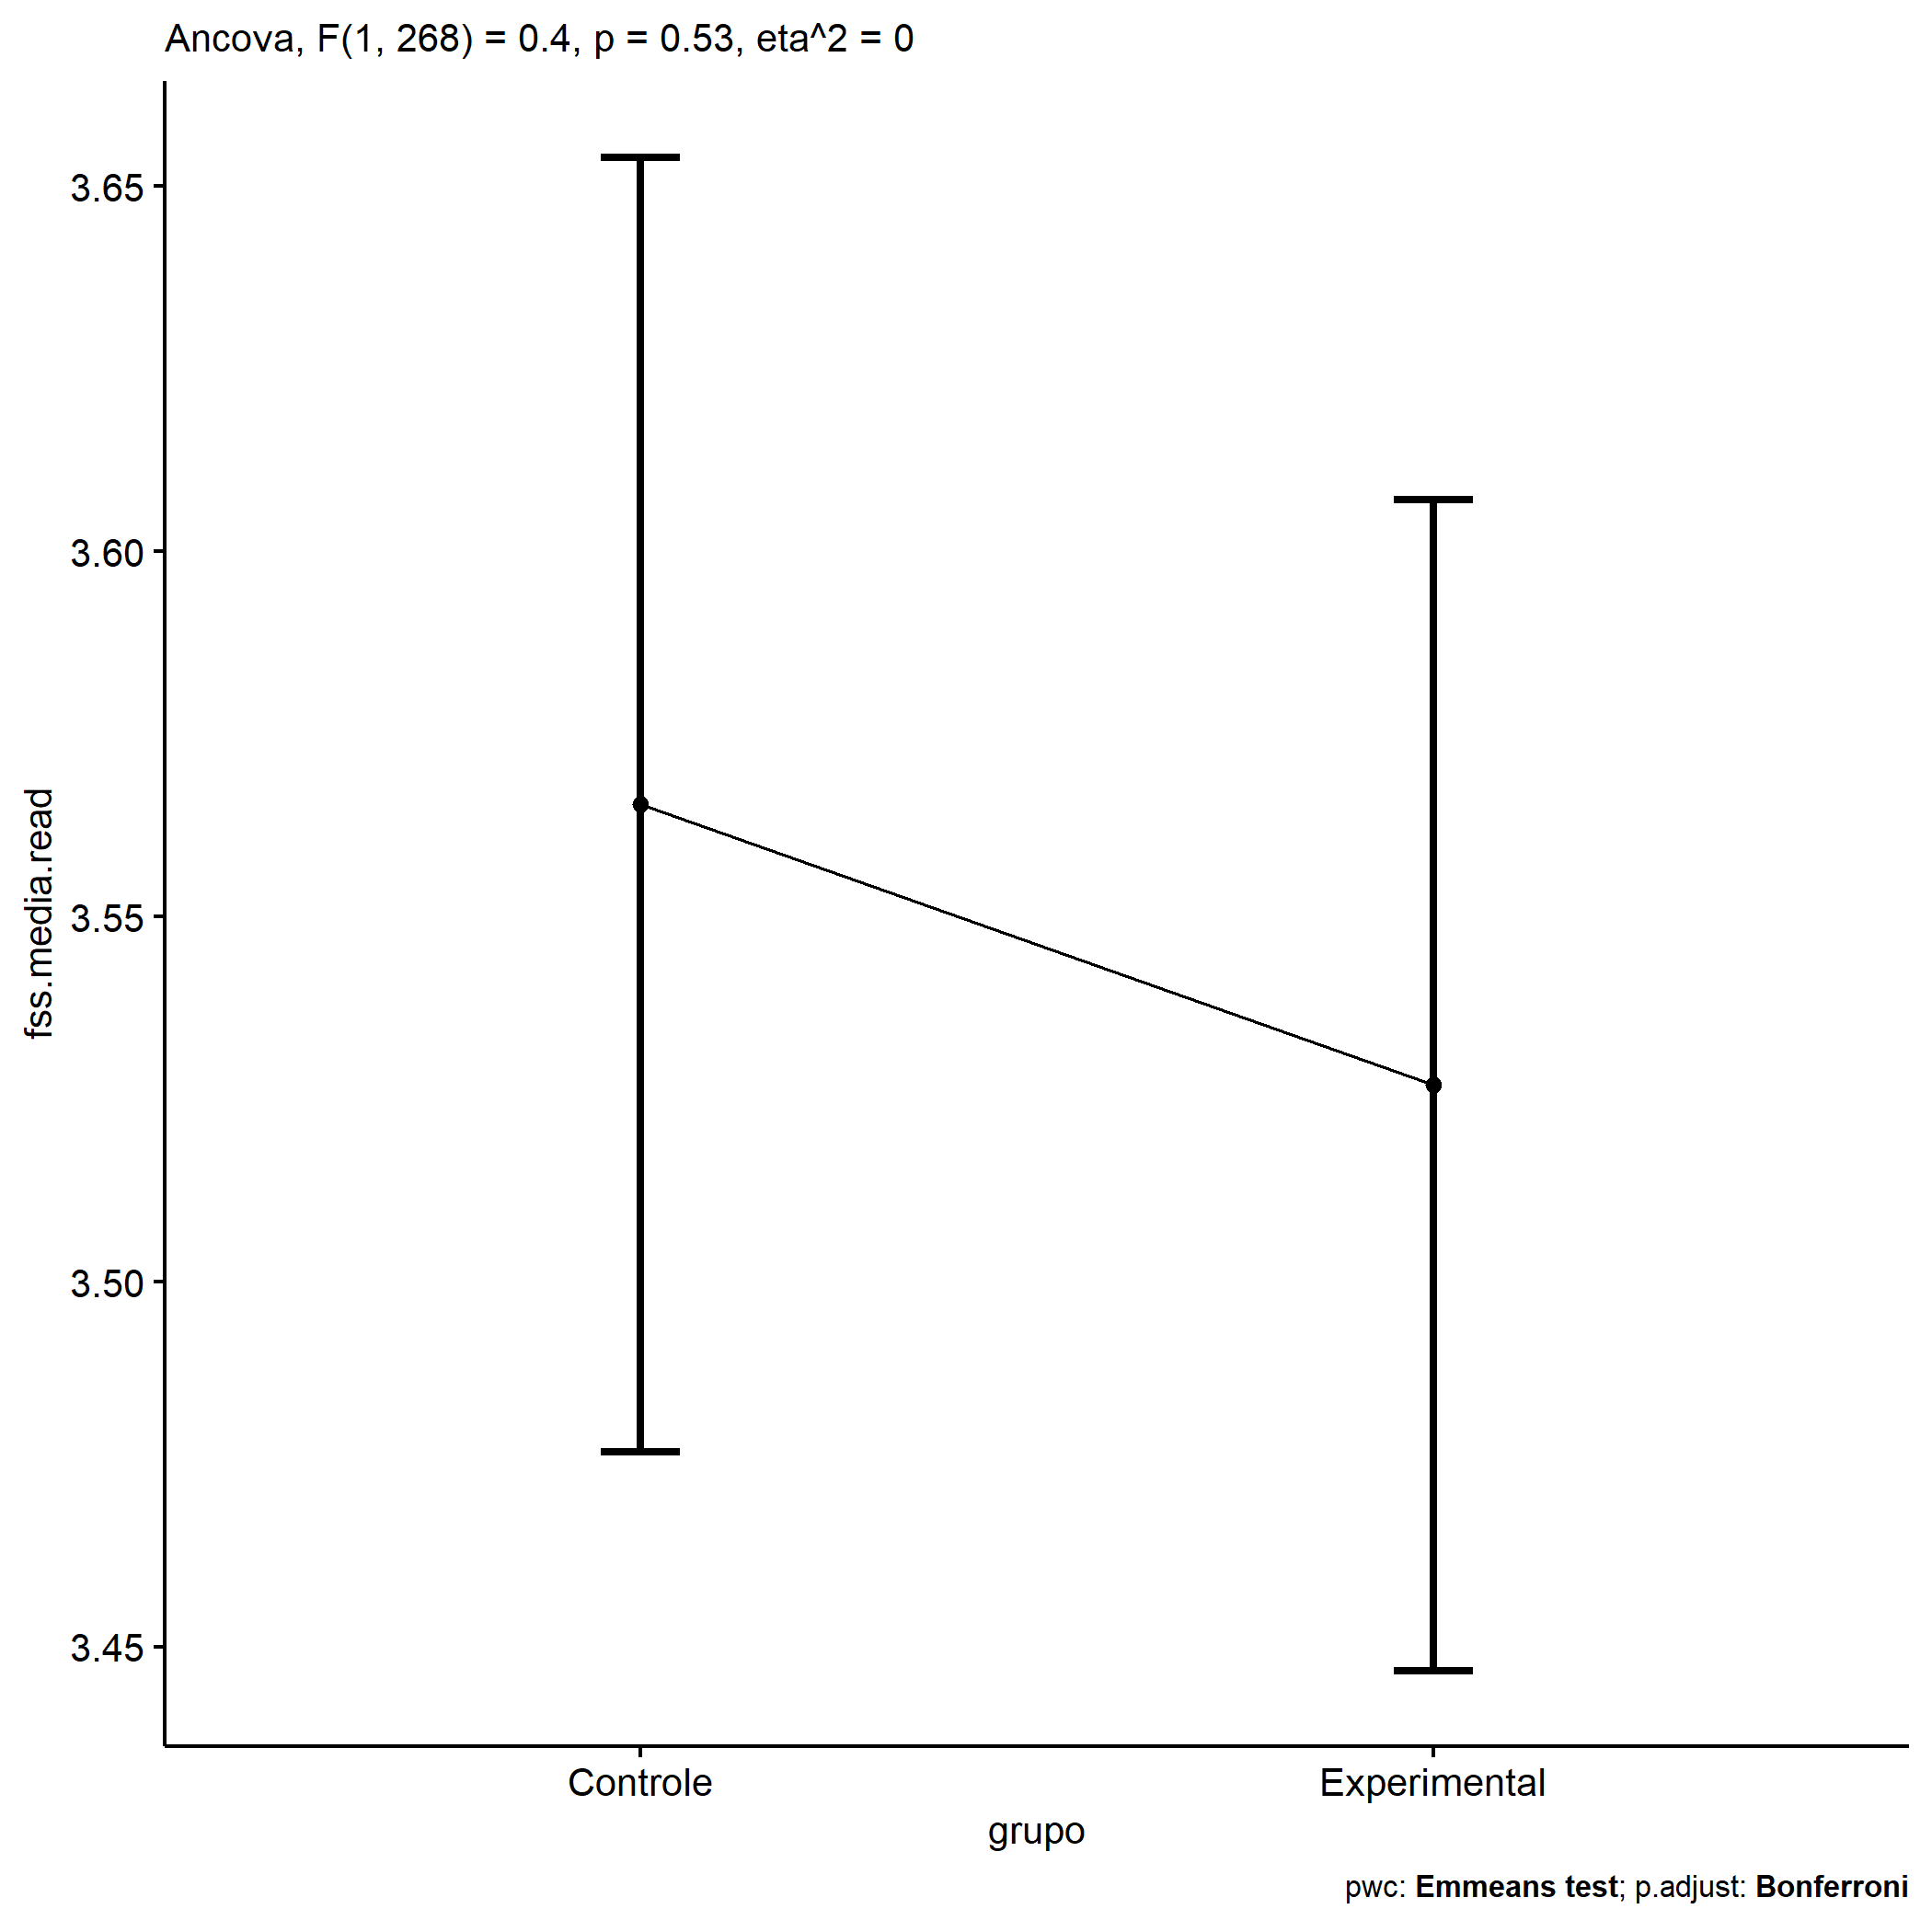 Ancova, F(1, 268) = 0.4, p = 0.53, eta^2 = 0
fss.media.read
3.65
3.60
3.55
3.50
3.45
Controle
Experimental
grupo
pwc: Emmeans test; p.adjust: Bonferroni